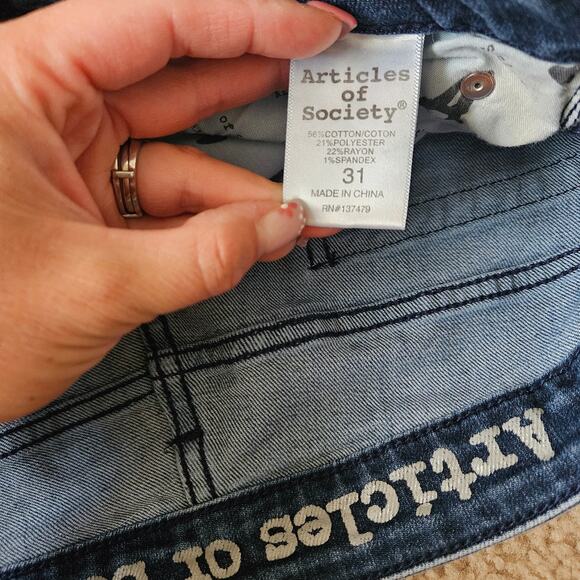 Articles
of
Society®
56%COTTON/COTON
21%POLYESTER
22%RAYON
1%SPANDEX
31
MADE IN CHINA
RN#137479
Articles of So